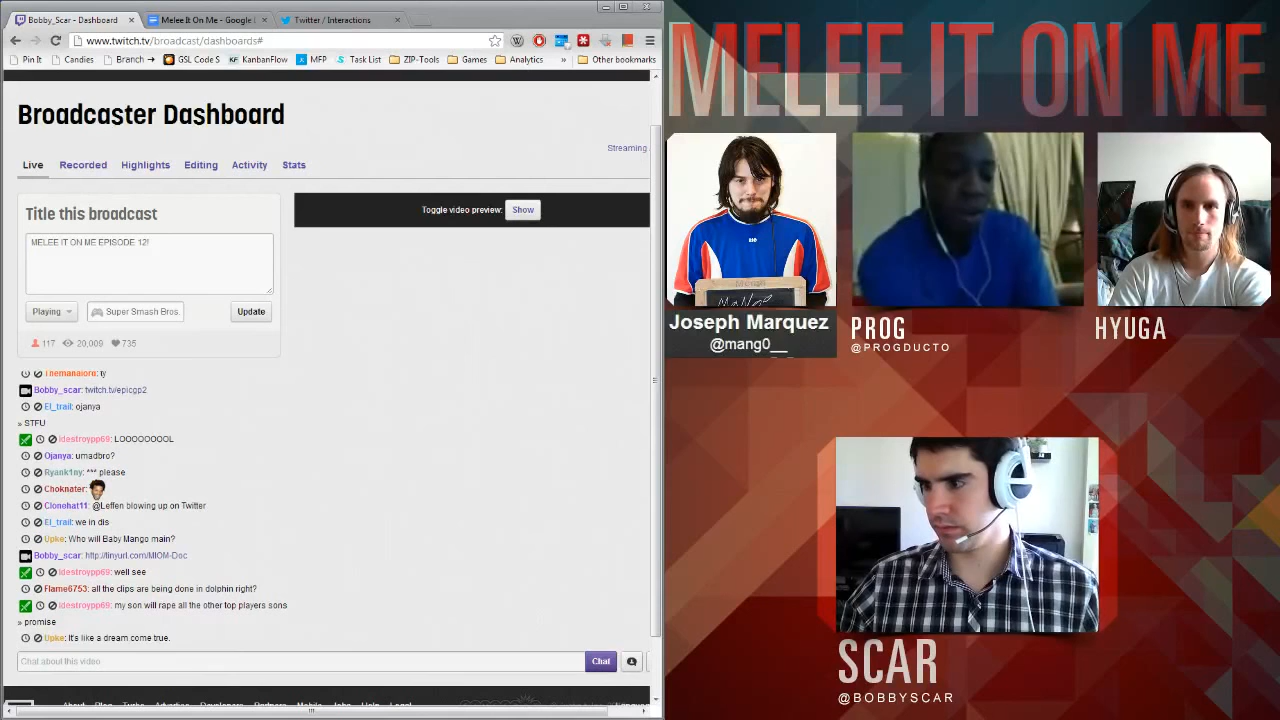 Bobby_Scar - Dashboard
Melee It On Me - Google
Twitter / Interactions
www.twitch.tv/broadcast/dashboards#
Pin It
Candies
Branch →
GSL Code S
KF KanbanFlow
MFP
Task List
ZIP-Tools
Games
Analytics
»
Other bookmarks
Broadcaster Dashboard
Streaming
Live Recorded Highlights Editing Activity Stats
Title this broadcast
MELEE IT ON ME EPISODE 12!
Playing
Super Smash Bros.
Update
117 20,009 735
Toggle video preview: Show
Themanalord: ty
Bobby_scar: twitch.tv/epicgp2
El_trail: ojanya
» STFU
Idestroypp69: LOOOOOOOOL
Ojanya: umadbro?
Ryank1ny: *** please
Choknater:
Clonehat11: @Leffen blowing up on Twitter
El_trail: we in dis
Upke: Who will Baby Mango main?
Bobby_scar: http://tinyurl.com/MIOM-Doc
Idestroypp69: well see
Flame6753: all the clips are being done in dolphin right?
Idestroypp69: my son will rape all the other top players sons
» promise
Upke: It's like a dream come true.
Chat about this video
Chat
MELEE IT ON ME
MaNgo
Joseph Marquez
@mang0__
PROG
@PROGDUCTO
HYUGA
SCAR
@BOBBYSCAR